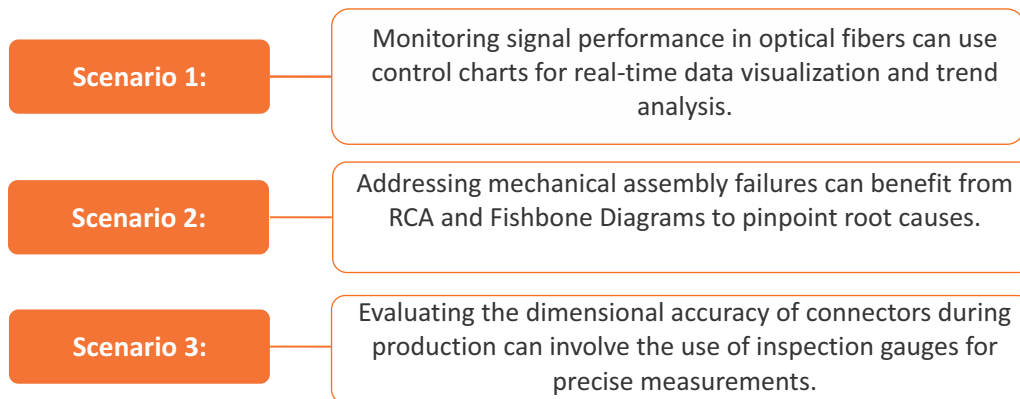 Scenario 1:
Monitoring signal performance in optical fibers can use
control charts for real-time data visualization and trend
analysis.
Scenario 2:
Addressing mechanical assembly failures can benefit from
RCA and Fishbone Diagrams to pinpoint root causes.
Scenario 3:
Evaluating the dimensional accuracy of connectors during
production can involve the use of inspection gauges for
precise measurements.